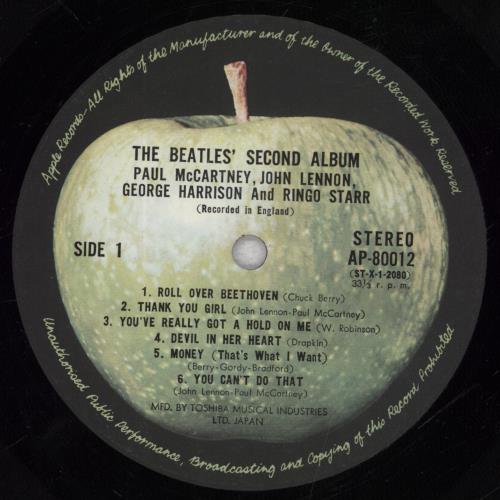 Apple Records-All Rights of the Manufacturer and of the Owner of the Recorded Work Reserved
THE BEATLES' SECOND ALBUM
PAUL McCARTNEY, JOHN LENNON,
GEORGE HARRISON And RINGO STARR
(Recorded in England)
SIDE 1
STEREO
AP-80012
(ST-X-1-2080)
33⅓ r. p. m.
1. ROLL OVER BEETHOVEN (Chuck Berry)
2. THANK YOU GIRL (John Lennon-Paul McCartney)
3. YOU'VE REALLY GOT A HOLD ON ME (W. Robinson)
4. DEVIL IN HER HEART (Drapkin)
5. MONEY (That's What I Want)
(Berry-Gordy-Bradford)
6. YOU CAN'T DO THAT
(John Lennon-Paul McCartney)
MFD. BY TOSHIBA MUSICAL INDUSTRIES
LTD. JAPAN
Unauthorised Public Performance, Broadcasting and Copying of this Record Prohibited